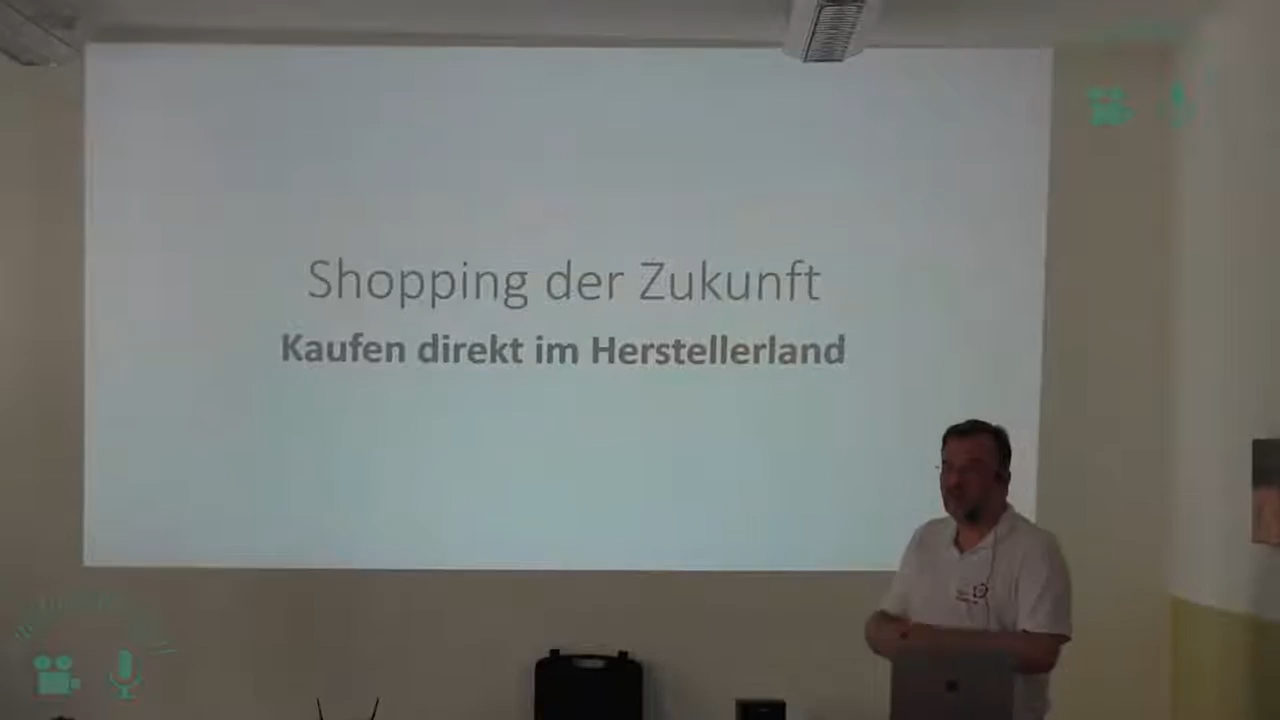 Shopping der Zukunft
Kaufen direkt im Herstellerland